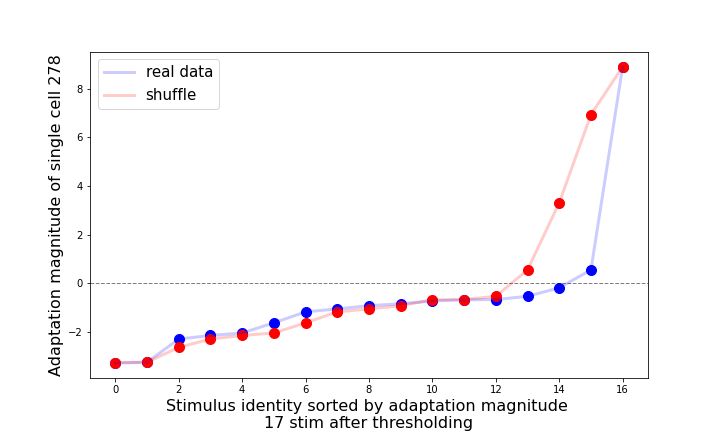 real data
shuffle
Adaptation magnitude of single cell 278
8
6
4
2
0
−2
0 2 4 6 8 10 12 14 16
Stimulus identity sorted by adaptation magnitude
17 stim after thresholding